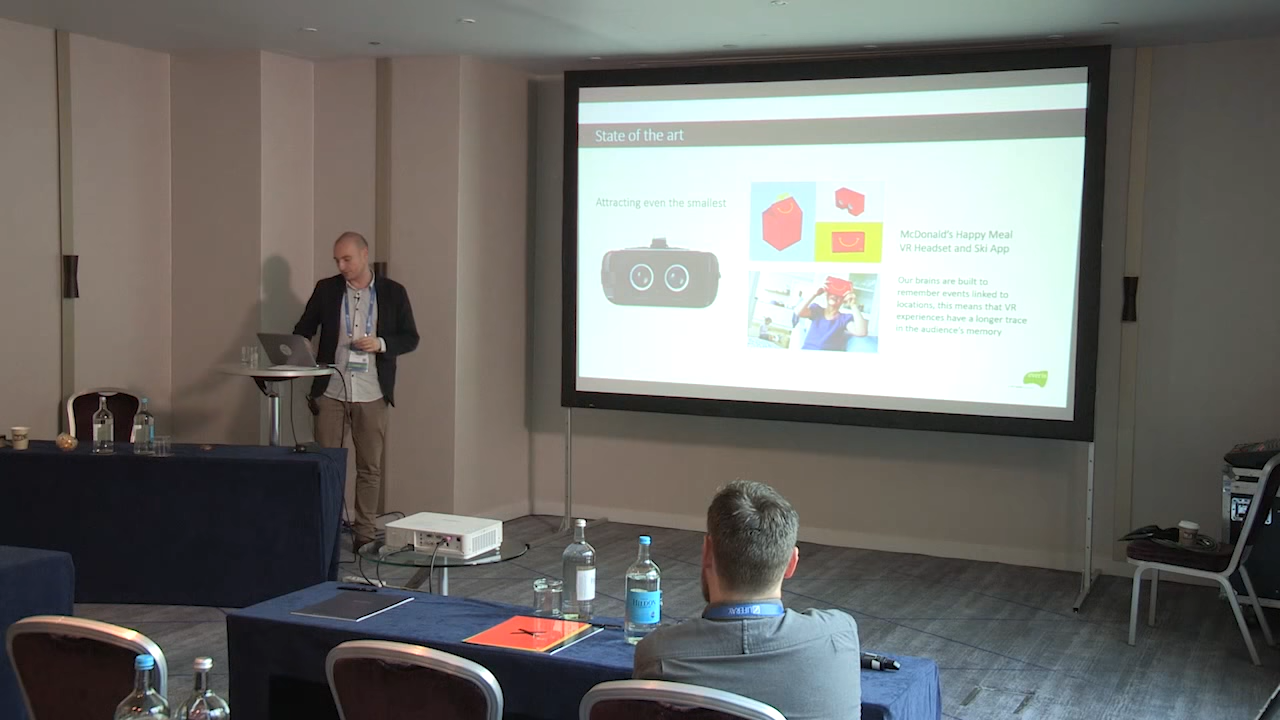 State of the art
Attracting even the smallest
McDonald's Happy Meal
VR Headset and Ski App
Our brains are built to
remember events linked to
locations, this means that VR
experiences have a longer trace
in the audience's memory
LIFERAY
HILDON